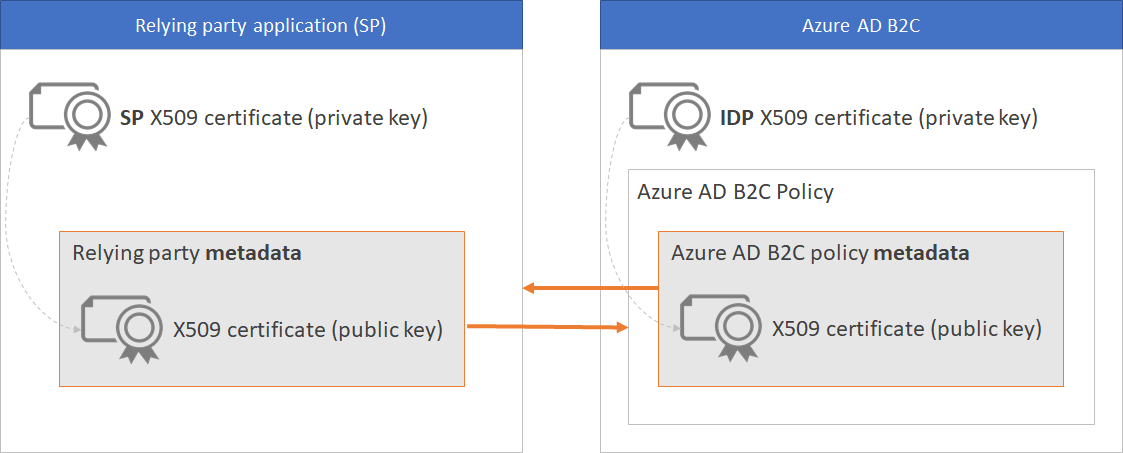 Relying party application (SP)
SP X509 certificate (private key)
Relying party metadata
X509 certificate (public key)
Azure AD B2C
IDP X509 certificate (private key)
Azure AD B2C Policy
Azure AD B2C policy metadata
X509 certificate (public key)